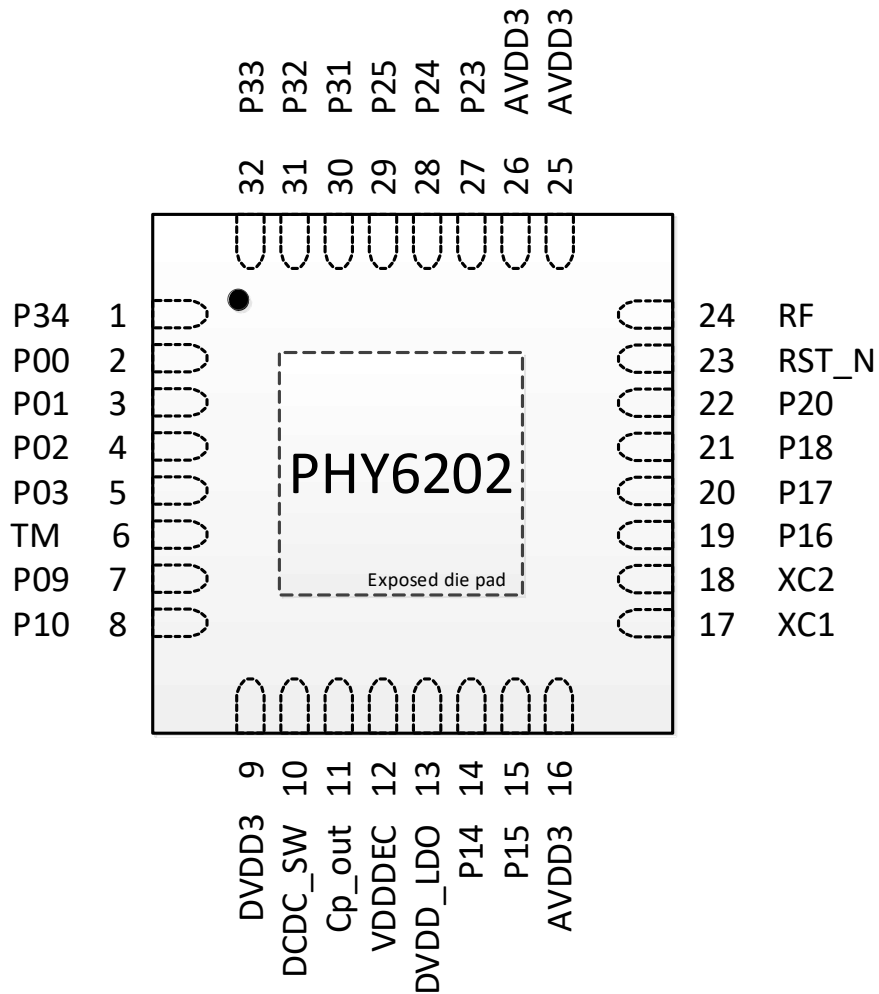 P33 P32 P31 P25 P24 P23 AVDD3 AVDD3
32 31 30 29 28 27 26 25
P34 1
P00 2
P01 3
P02 4
P03 5
TM 6
P09 7
P10 8
PHY6202
Exposed die pad
24 RF
23 RST_N
22 P20
21 P18
20 P17
19 P16
18 XC2
17 XC1
9 10 11 12 13 14 15 16
DVDD3 DCDC_SW Cp_out VDDDEC DVDD_LDO P14 P15 AVDD3